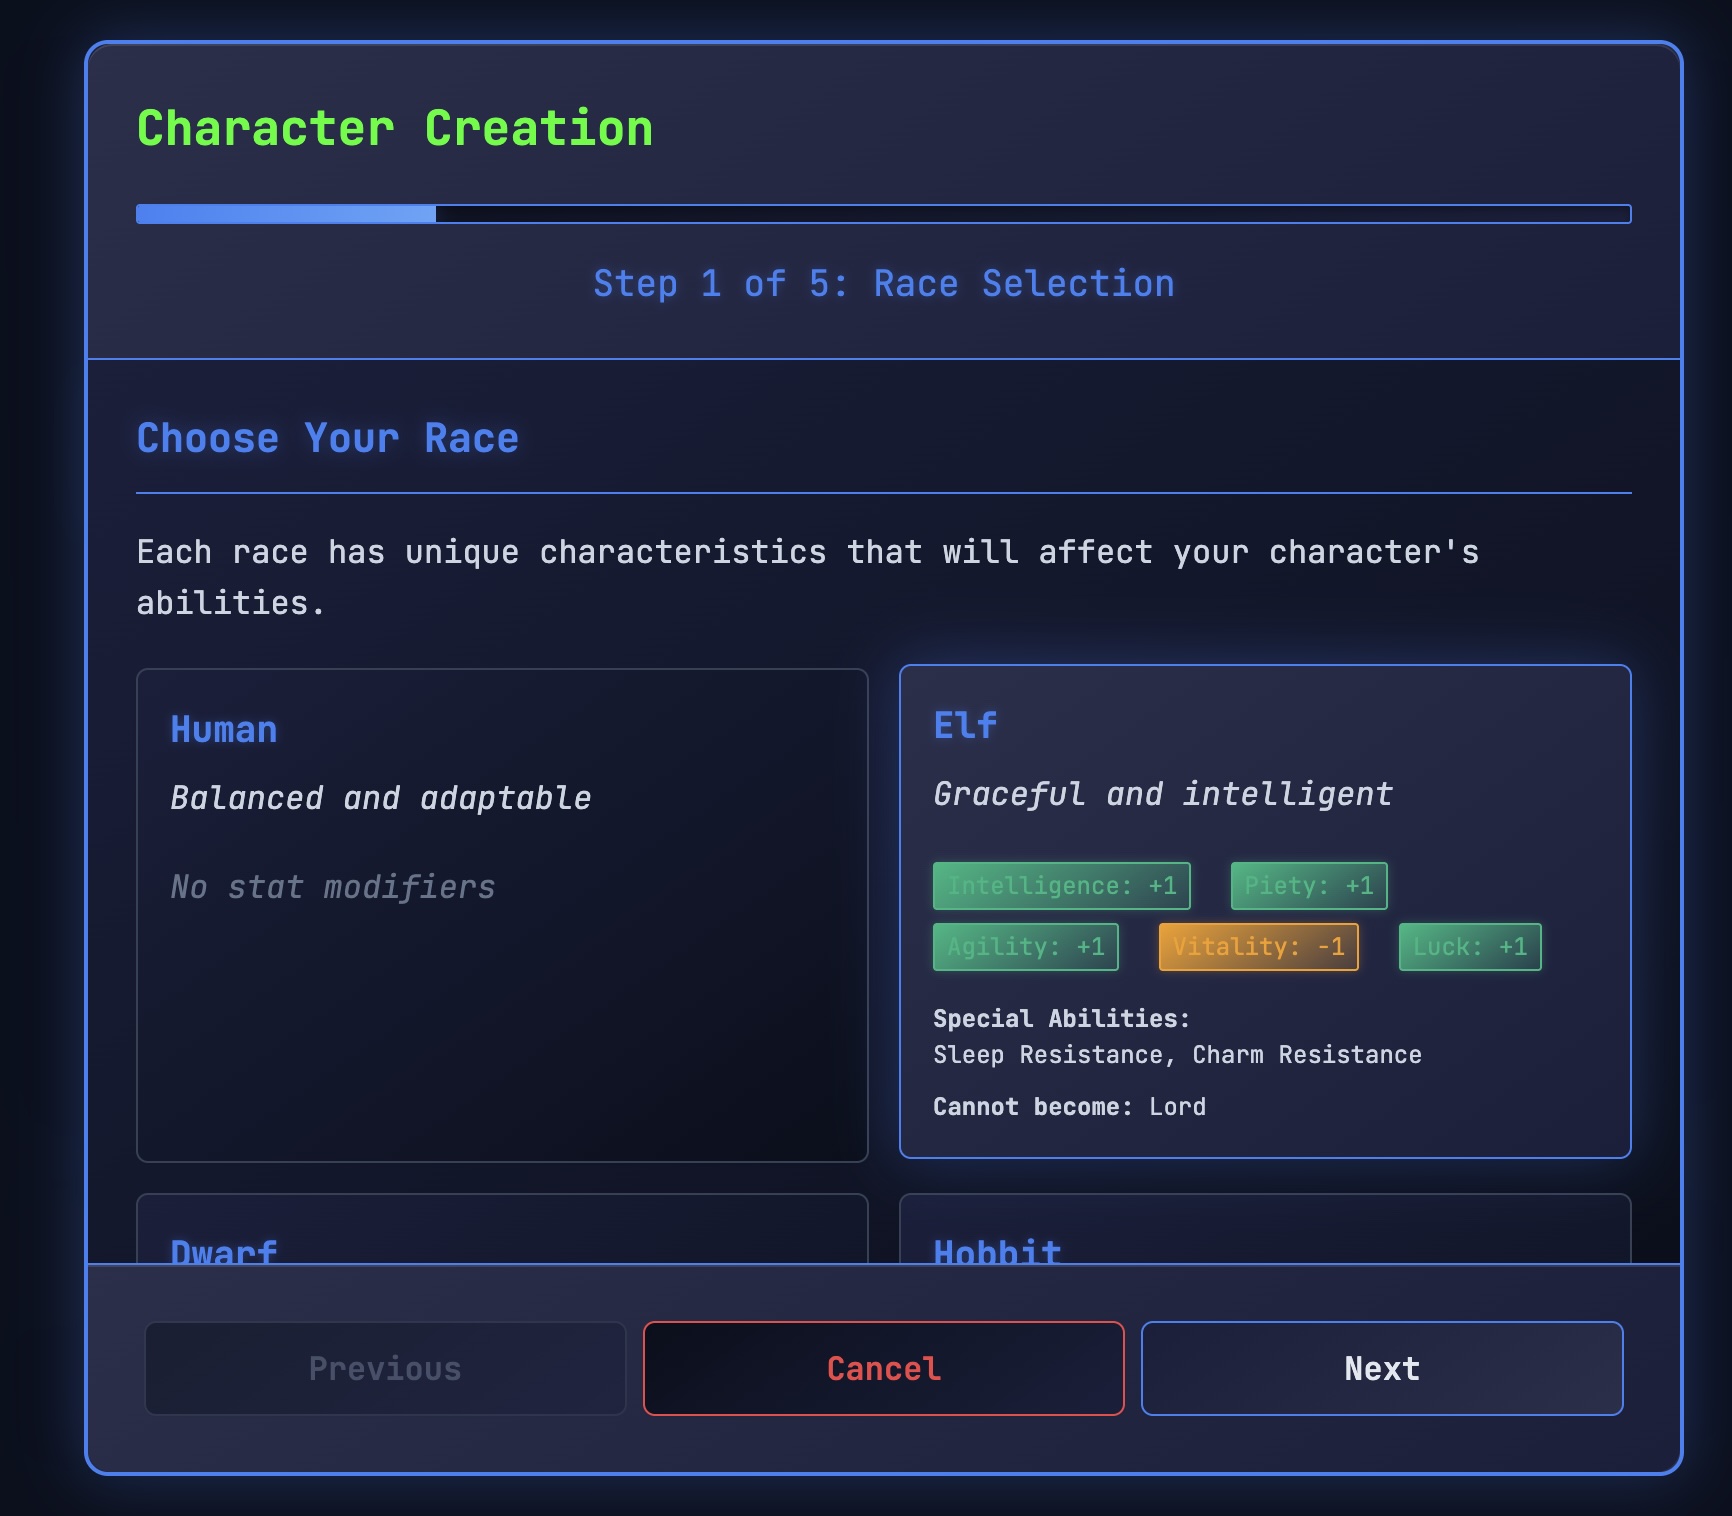 Character Creation
Step 1 of 5: Race Selection
Choose Your Race
Each race has unique characteristics that will affect your character's
abilities.
Human
Balanced and adaptable
No stat modifiers
Elf
Graceful and intelligent
Intelligence: +1 Piety: +1
Agility: +1 Vitality: -1 Luck: +1
Special Abilities:
Sleep Resistance, Charm Resistance
Cannot become: Lord
Dwarf
Hobbit
Previous
Cancel
Next